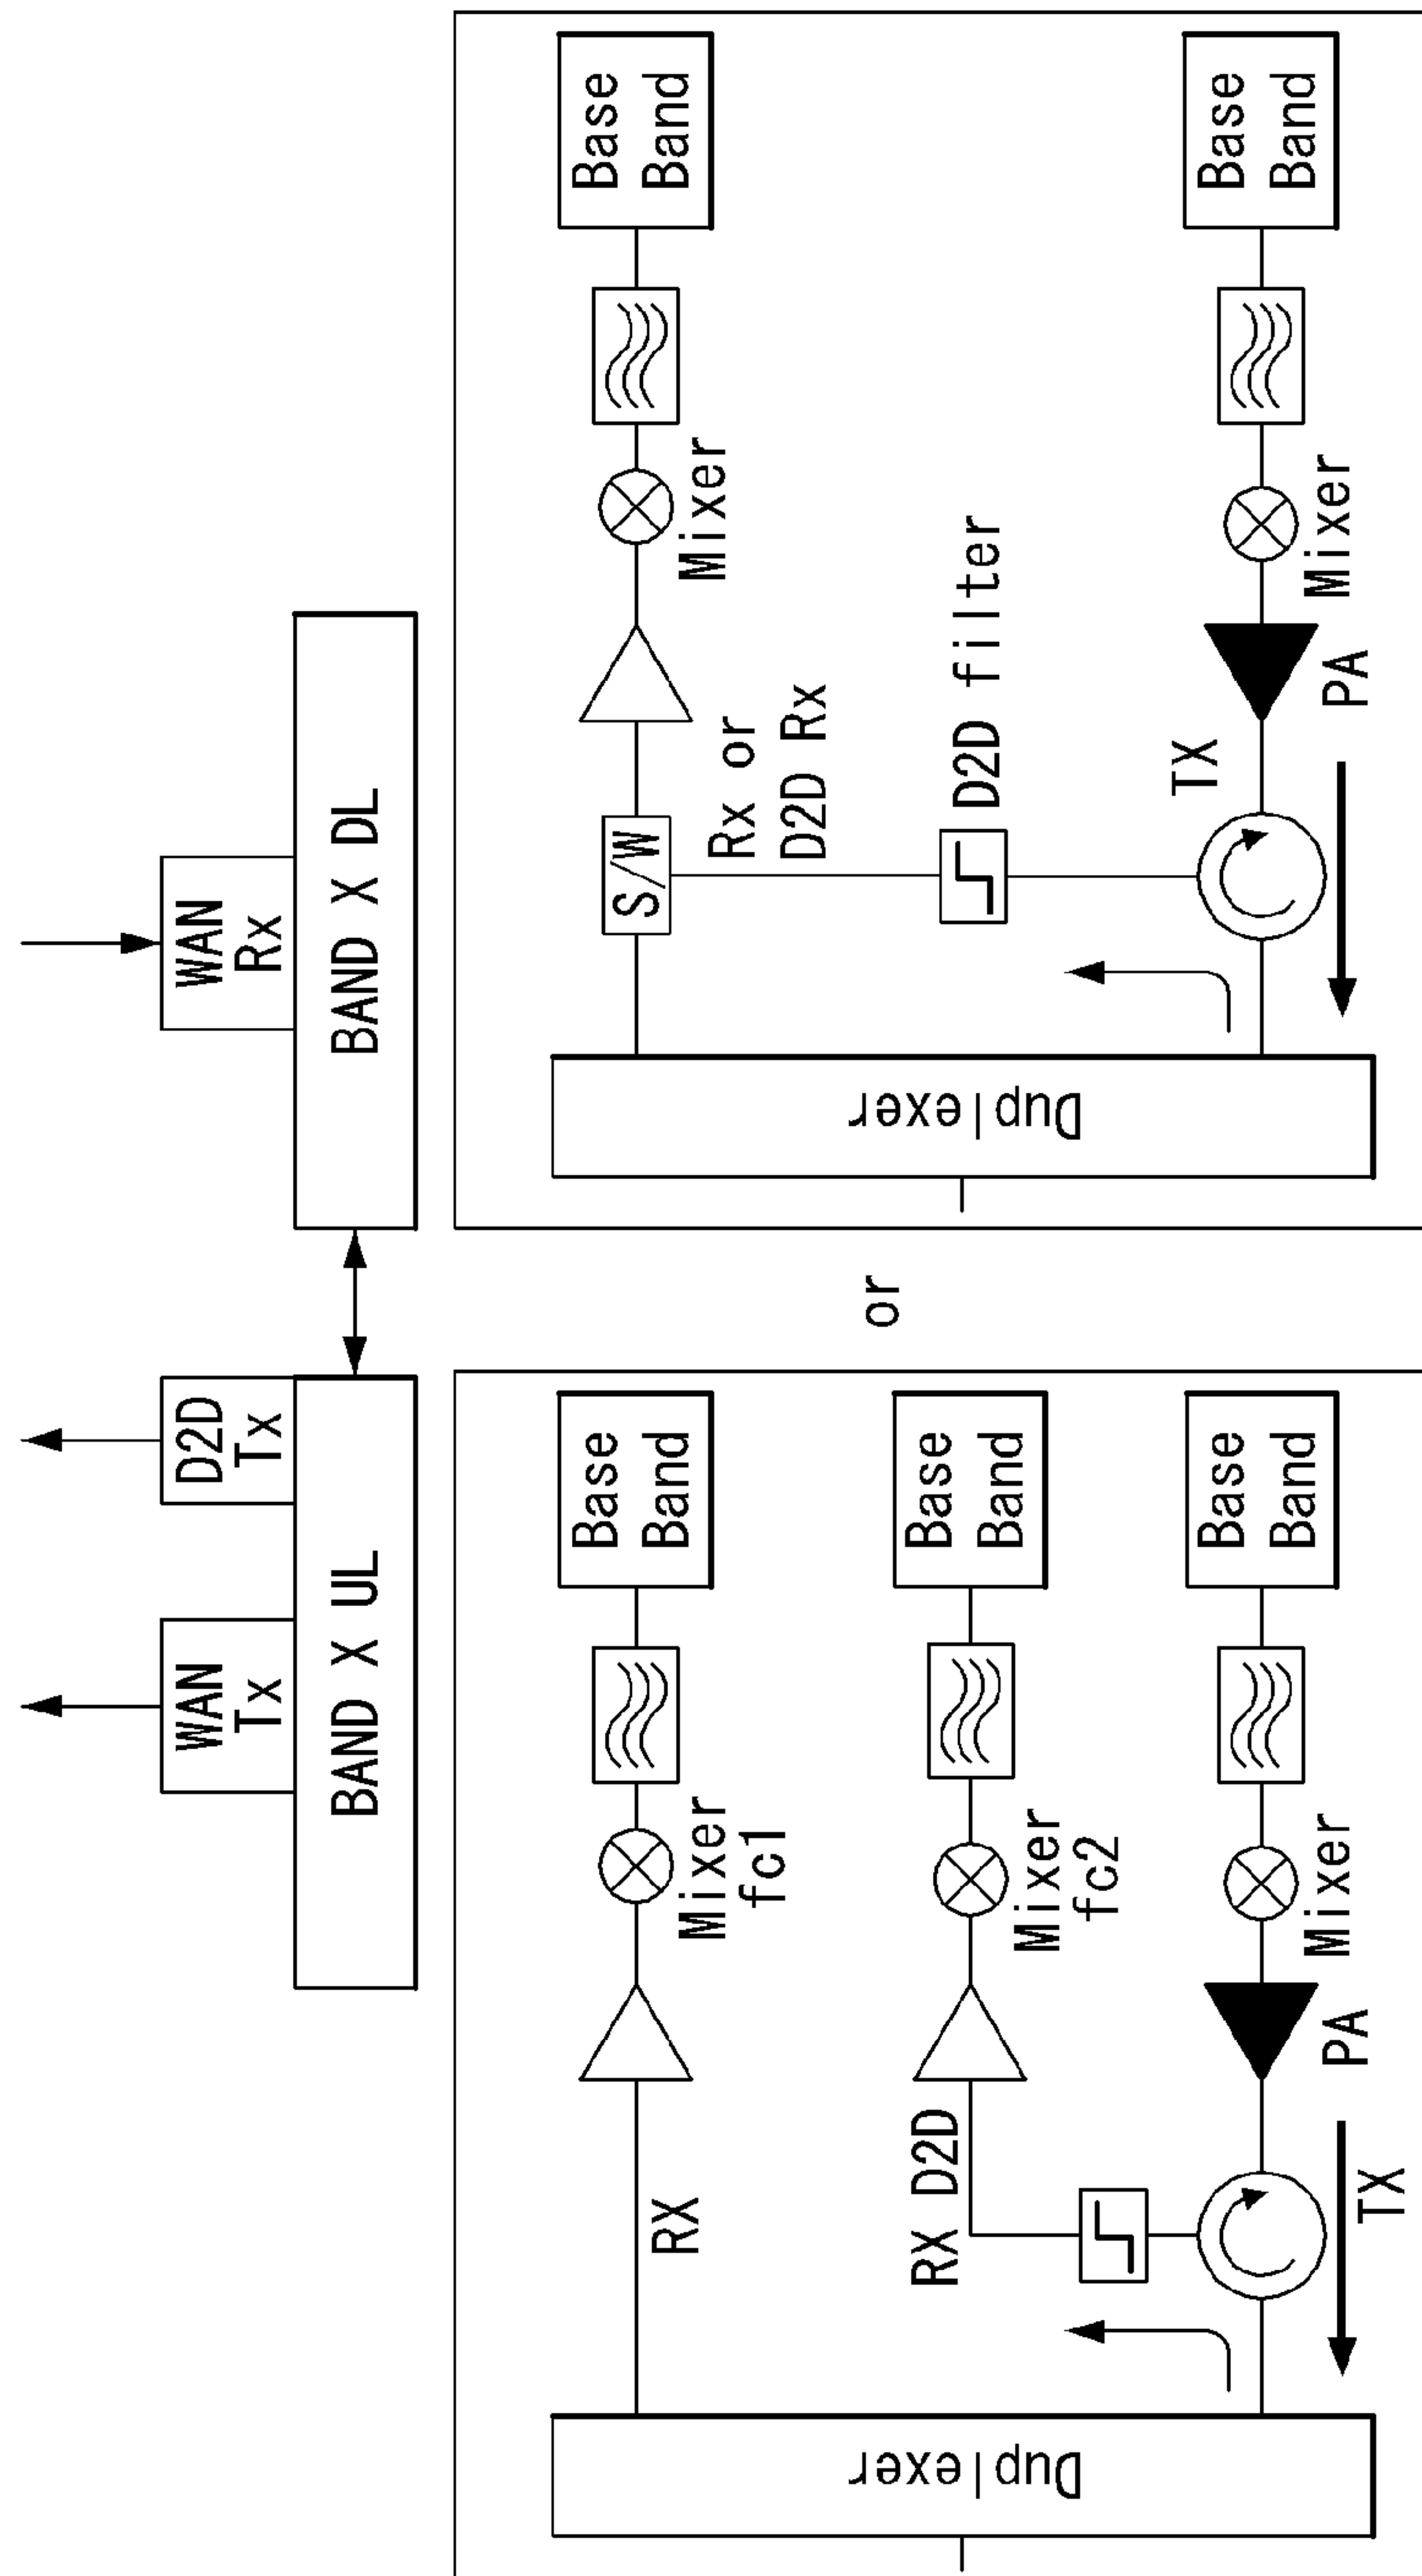 WAN
Tx
D2D
Tx
WAN
Rx
BAND X UL
BAND X DL
Base
Band
Mixer
fc1
RX
Base
Band
Mixer
fc2
RX D2D
Base
Band
Mixer
PA
TX
Duplexer
or
Base
Band
Mixer
S/W
Rx or
D2D Rx
D2D filter
Base
Band
Mixer
PA
TX
Duplexer